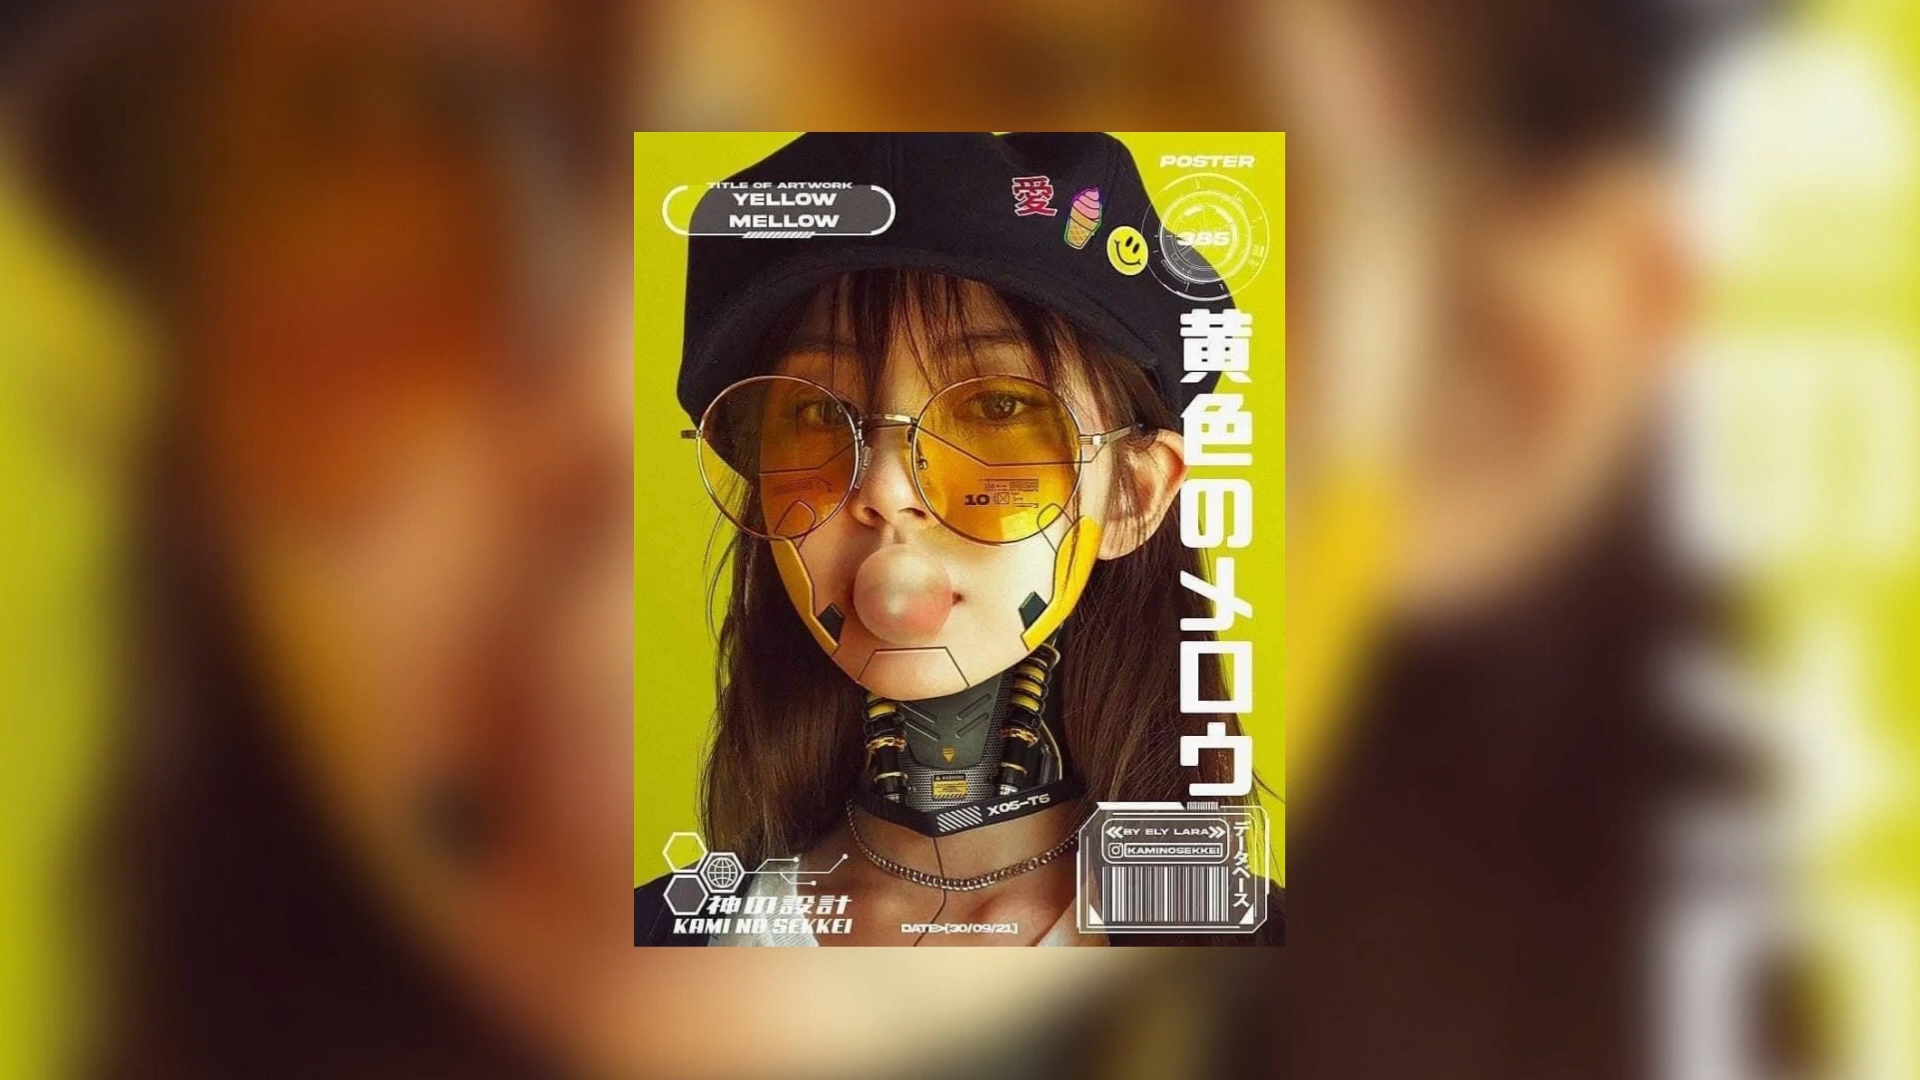 POSTER
TITLE OF ARTWORK
YELLOW
MELLOW
愛
385
黄色のメロウ
10
X05-T6
BY ELY LARA
KAMINOSEKKEI
データベース
神の設計
KAMI NO SEKKEI
DATE>[30/09/21]